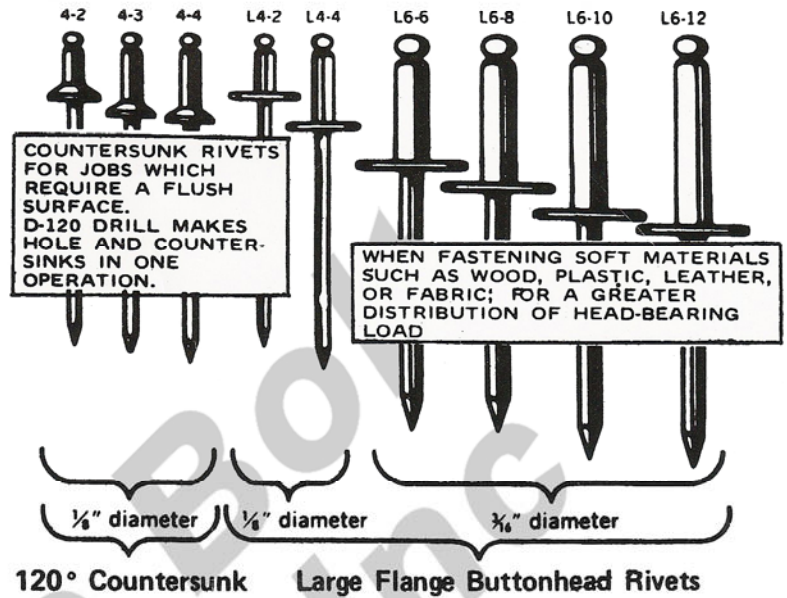 4-2 4-3 4-4 L4-2 L4-4 L6-6 L6-8 L6-10 L6-12
COUNTERSUNK RIVETS
FOR JOBS WHICH
REQUIRE A FLUSH
SURFACE.
D-120 DRILL MAKES
HOLE AND COUNTER-
SINKS IN ONE
OPERATION.
WHEN FASTENING SOFT MATERIALS
SUCH AS WOOD, PLASTIC, LEATHER,
OR FABRIC; FOR A GREATER
DISTRIBUTION OF HEAD-BEARING
LOAD
⅛" diameter ⅛" diameter 3/16" diameter
120° Countersunk Large Flange Buttonhead Rivets
Inc